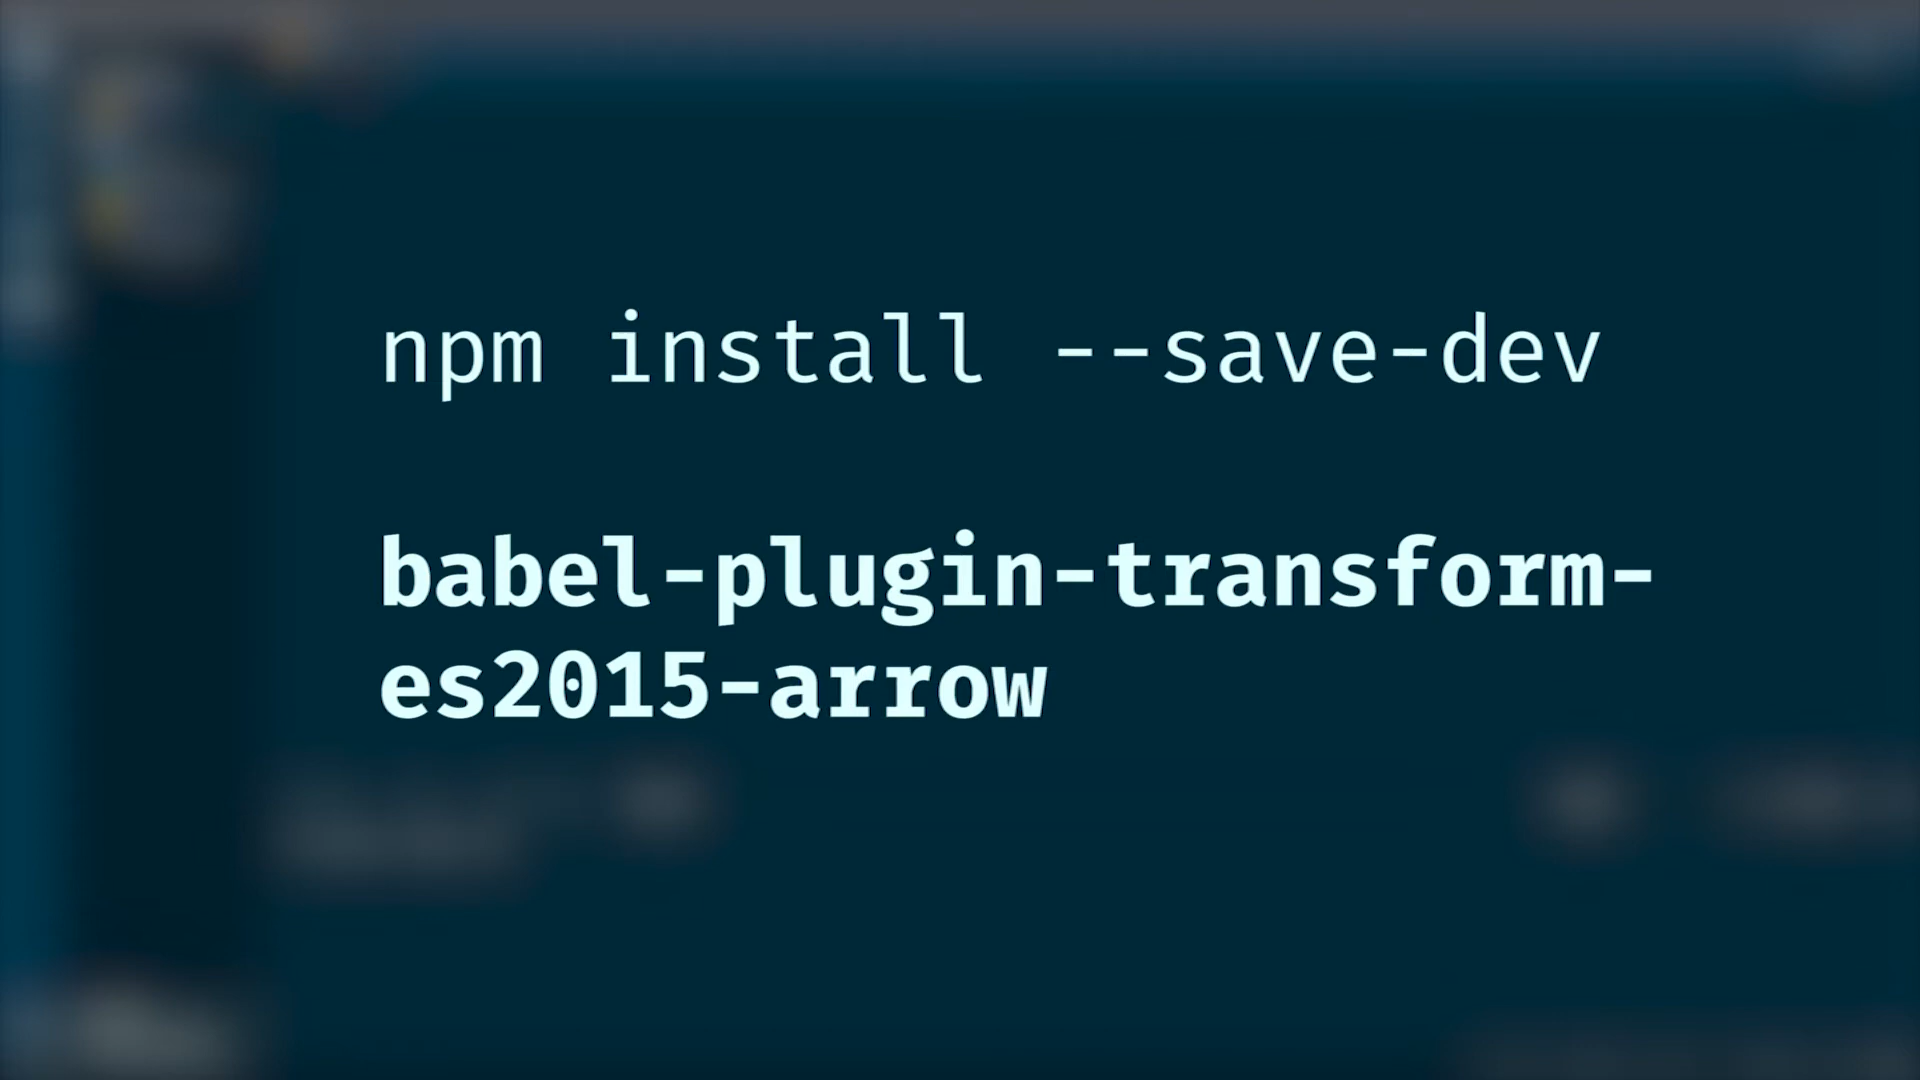 npm install --save-dev
babel-plugin-transform-
es2015-arrow